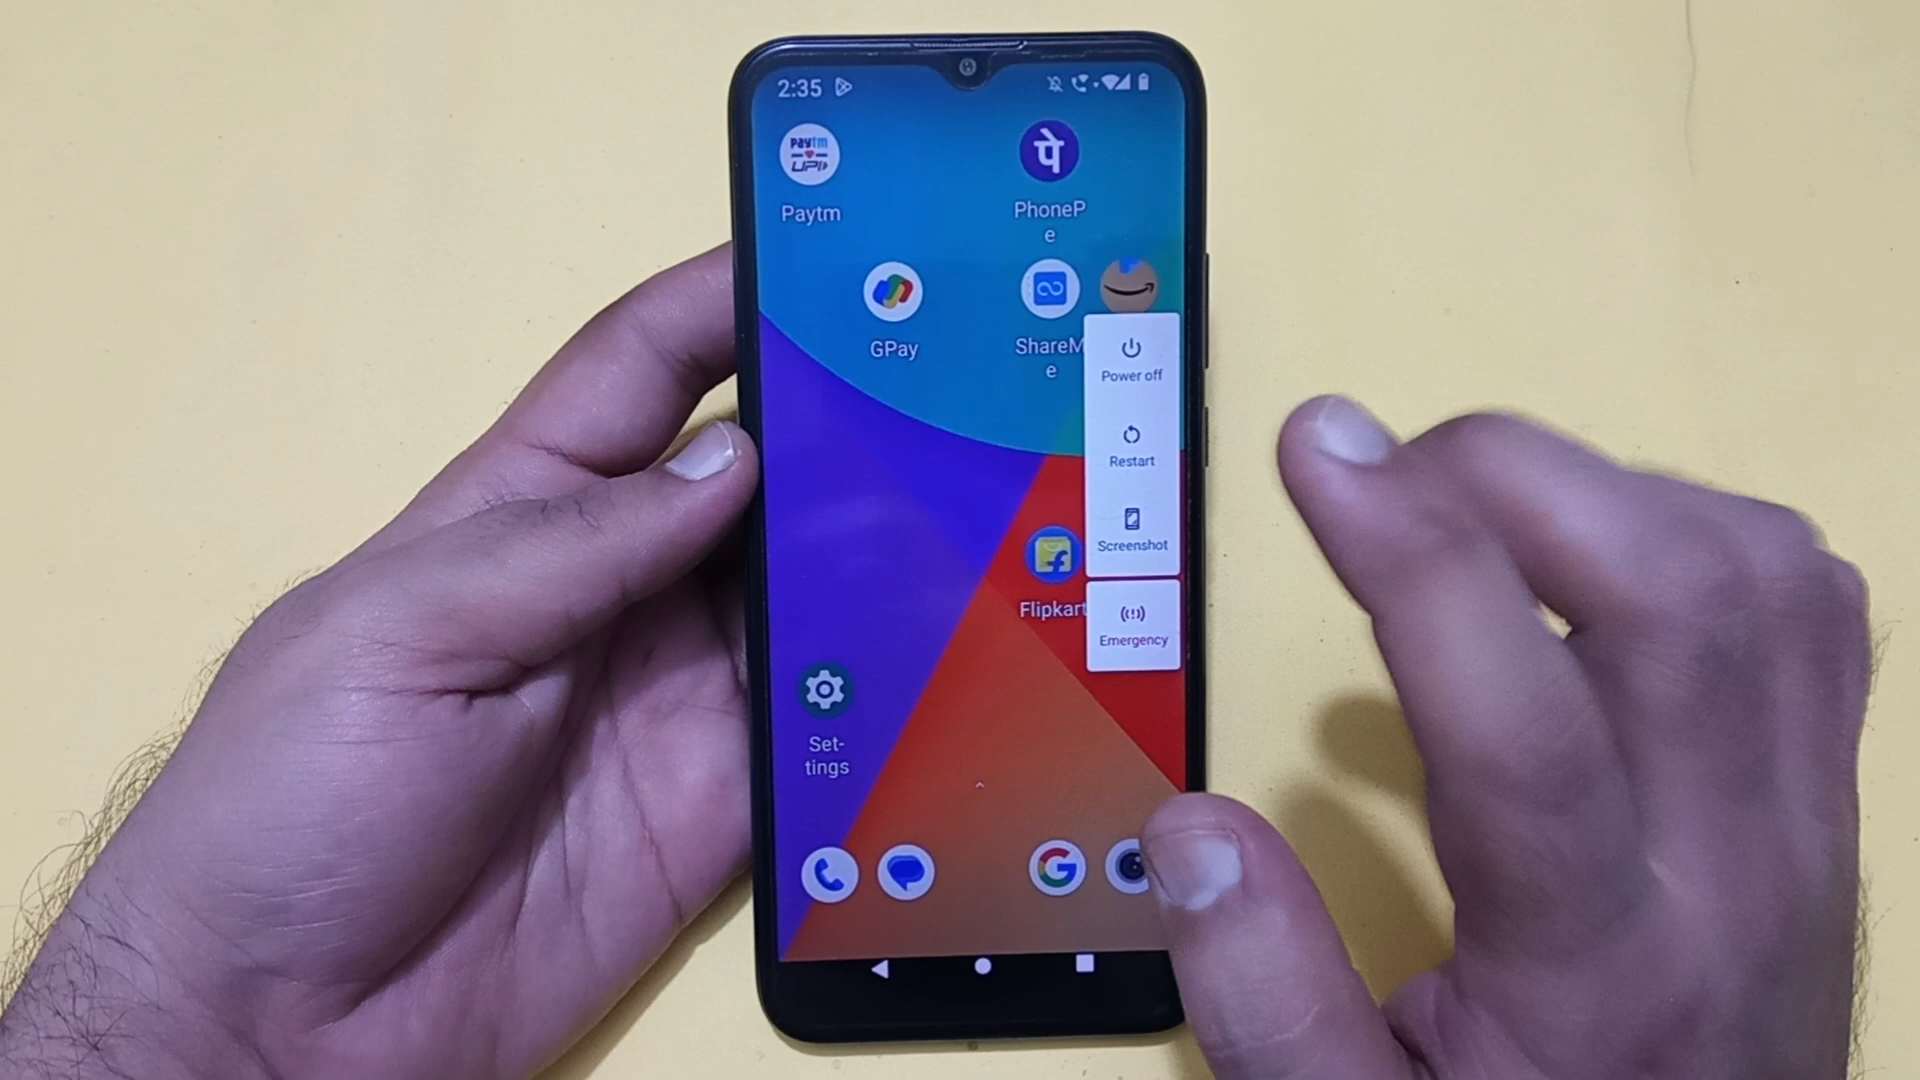 2:35
paytm
UPI
Paytm
पे
PhoneP
e
GPay
ShareM
e
Power off
Restart
Screenshot
Flipkart
Emergency
Set-
tings